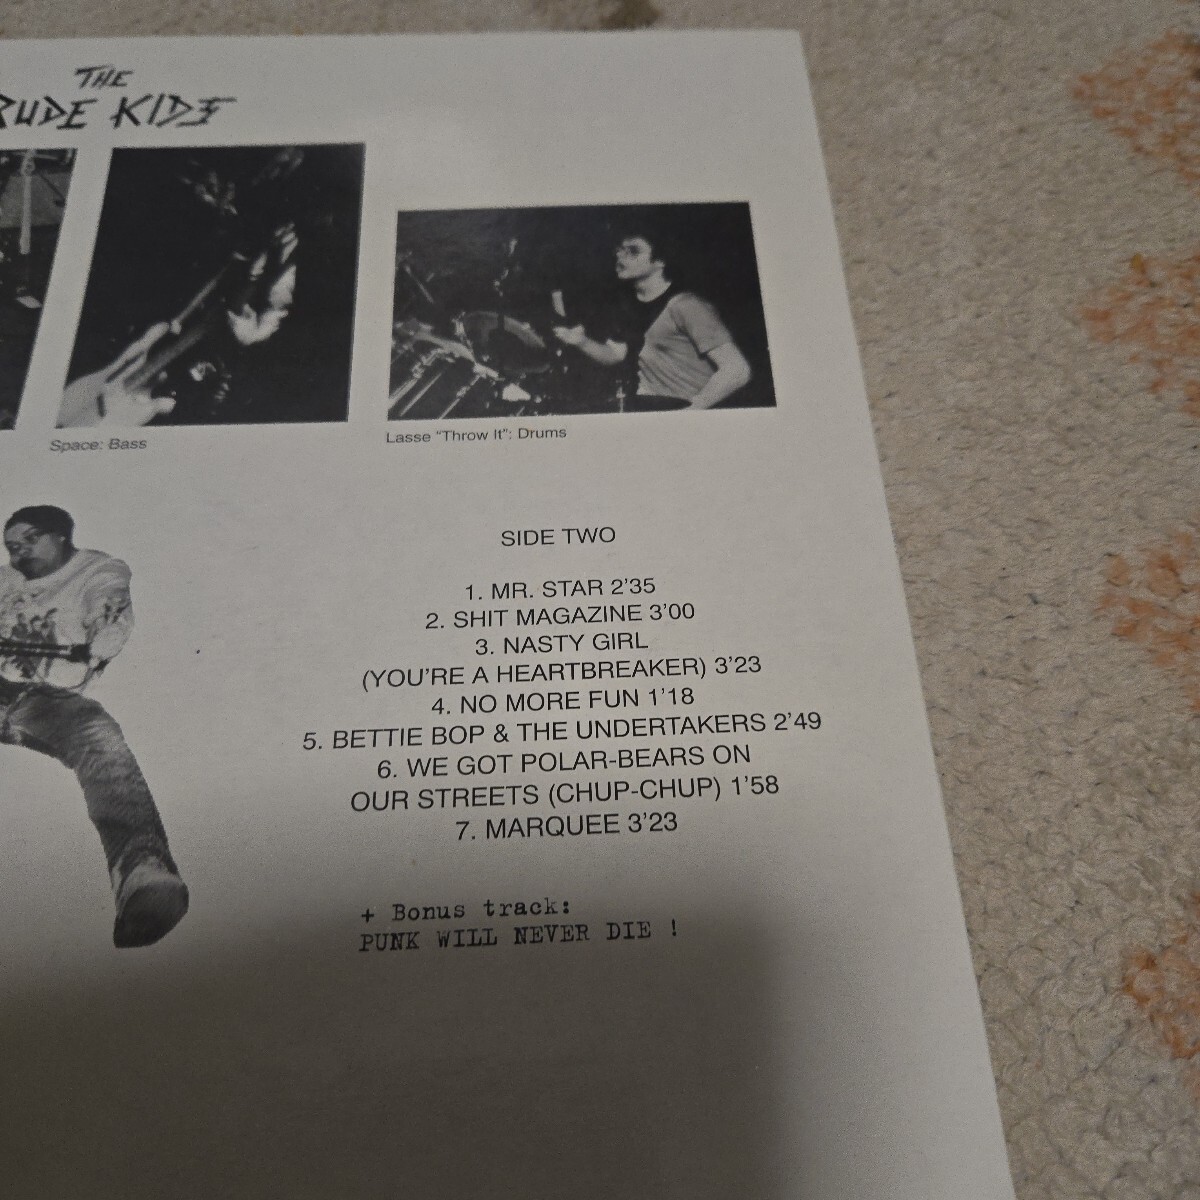 THE
RUDE KIDS
Space: Bass
Lasse "Throw It": Drums
SIDE TWO
1. MR. STAR 2'35
2. SHIT MAGAZINE 3'00
3. NASTY GIRL
(YOU'RE A HEARTBREAKER) 3'23
4. NO MORE FUN 1'18
5. BETTIE BOP & THE UNDERTAKERS 2'49
6. WE GOT POLAR-BEARS ON
OUR STREETS (CHUP-CHUP) 1'58
7. MARQUEE 3'23
+ Bonus track:
PUNK WILL NEVER DIE !